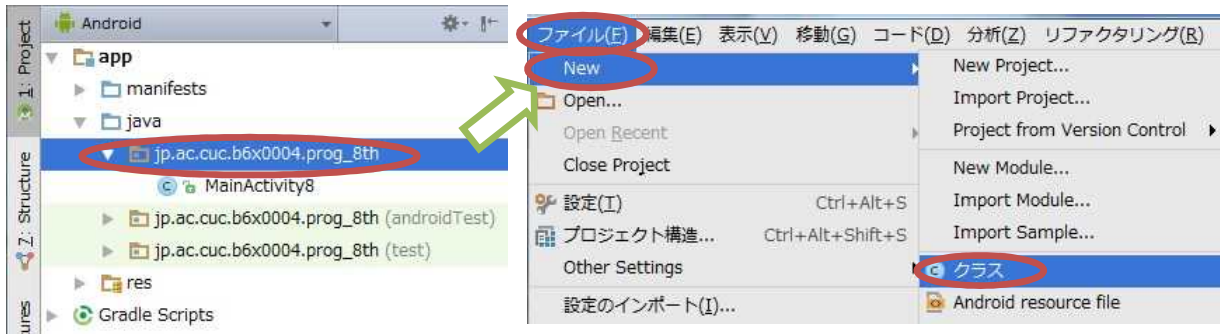 1: Project
Android
app
manifests
java
jp.ac.cuc.b6x0004.prog_8th
MainActivity8
jp.ac.cuc.b6x0004.prog_8th (androidTest)
jp.ac.cuc.b6x0004.prog_8th (test)
res
Gradle Scripts
Z: Structure
ファイル(F) 編集(E) 表示(V) 移動(G) コード(D) 分析(Z) リファクタリング(R)
New
Open...
Open Recent
Close Project
設定(I) Ctrl+Alt+S
プロジェクト構造... Ctrl+Alt+Shift+S
Other Settings
設定のインポート(I)...
New Project...
Import Project...
Project from Version Control
New Module...
Import Module...
Import Sample...
クラス
Android resource file